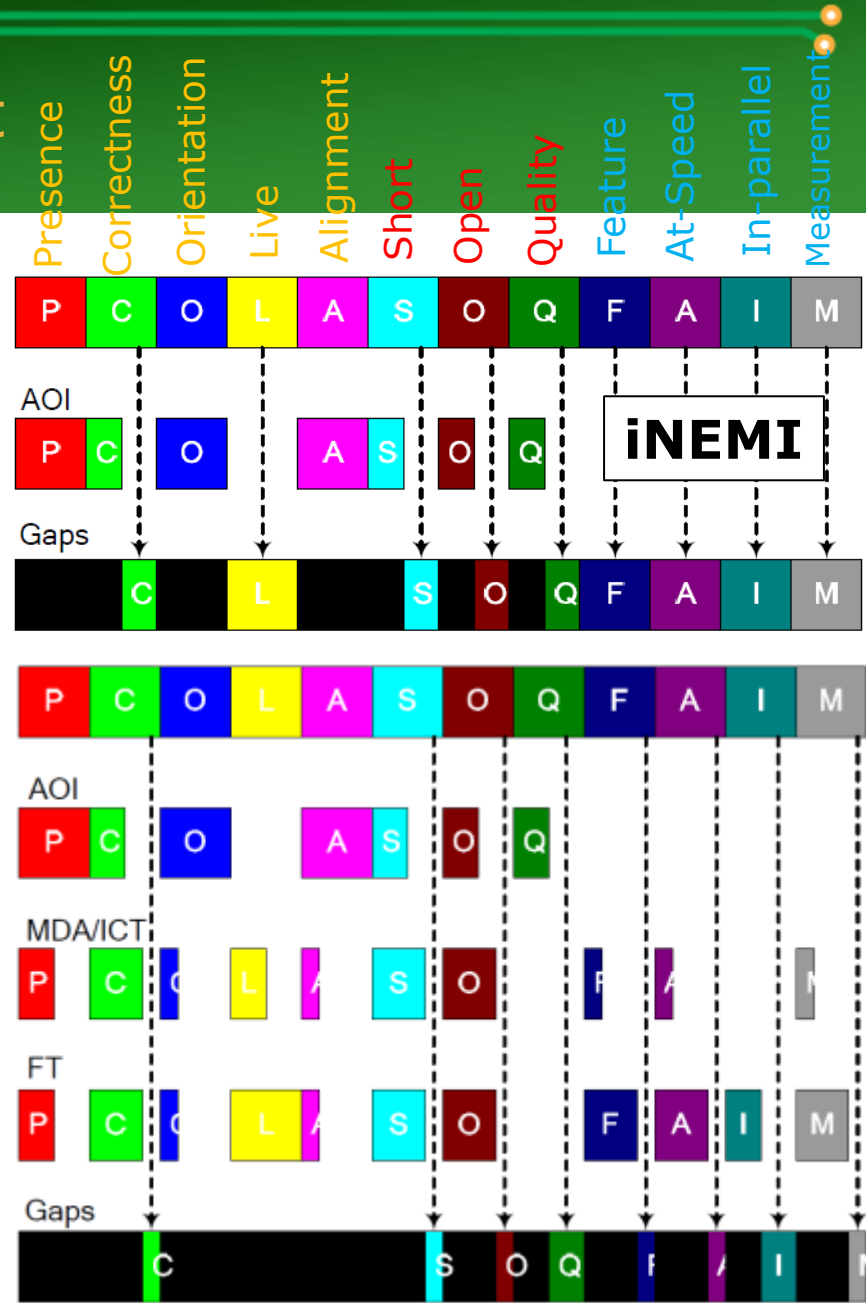 Presence Correctness Orientation Live Alignment Short Open Quality Feature At-Speed In-parallel Measurement
P C O L A S O Q F A I M
AOI
P C O A S O Q
iNEMI
Gaps
C L S O Q F A I M
P C O L A S O Q F A I M
AOI
P C O A S O Q
MDA/ICT
P C O L A S O F A M
FT
P C O L A S O F A I M
Gaps
C S O Q F A I M